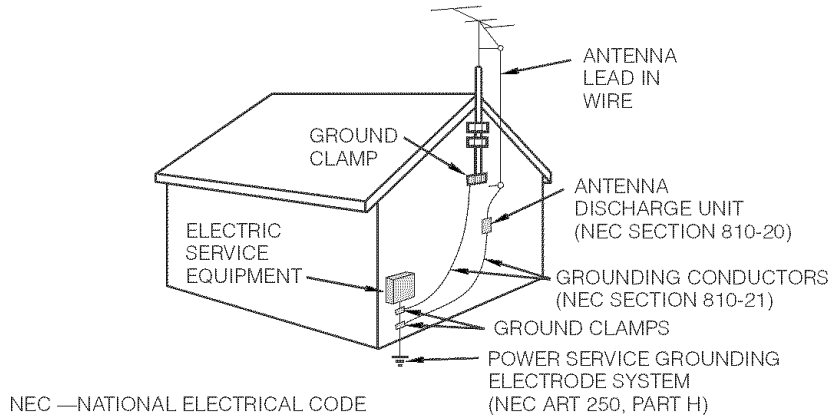 ANTENNA
LEAD IN
WIRE
GROUND
CLAMP
ANTENNA
DISCHARGE UNIT
(NEC SECTION 810-20)
ELECTRIC
SERVICE
EQUIPMENT
GROUNDING CONDUCTORS
(NEC SECTION 810-21)
GROUND CLAMPS
POWER SERVICE GROUNDING
ELECTRODE SYSTEM
(NEC ART 250, PART H)
NEC —NATIONAL ELECTRICAL CODE